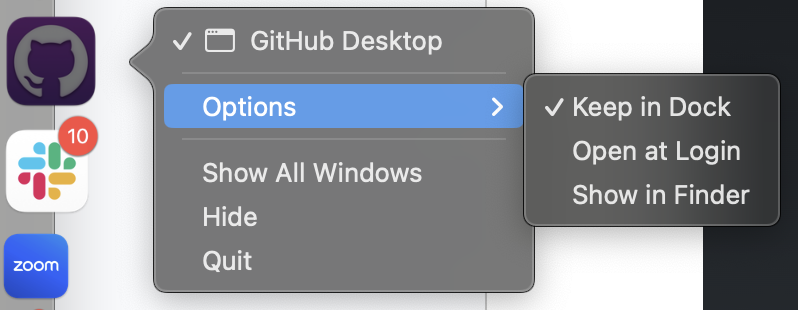 GitHub Desktop
Options
Keep in Dock
Open at Login
Show in Finder
Show All Windows
Hide
Quit
10
zoom